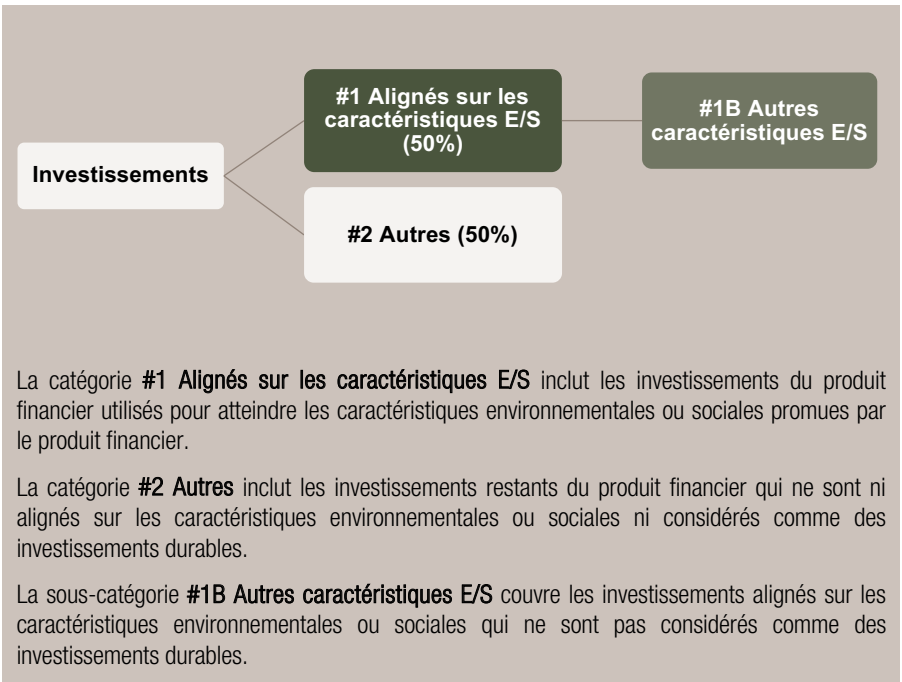 #1 Alignés sur les
caractéristiques E/S
(50%)
#1B Autres
caractéristiques E/S
Investissements
#2 Autres (50%)
La catégorie #1 Alignés sur les caractéristiques E/S inclut les investissements du produit
financier utilisés pour atteindre les caractéristiques environnementales ou sociales promues par
le produit financier.
La catégorie #2 Autres inclut les investissements restants du produit financier qui ne sont ni
alignés sur les caractéristiques environnementales ou sociales ni considérés comme des
investissements durables.
La sous-catégorie #1B Autres caractéristiques E/S couvre les investissements alignés sur les
caractéristiques environnementales ou sociales qui ne sont pas considérés comme des
investissements durables.